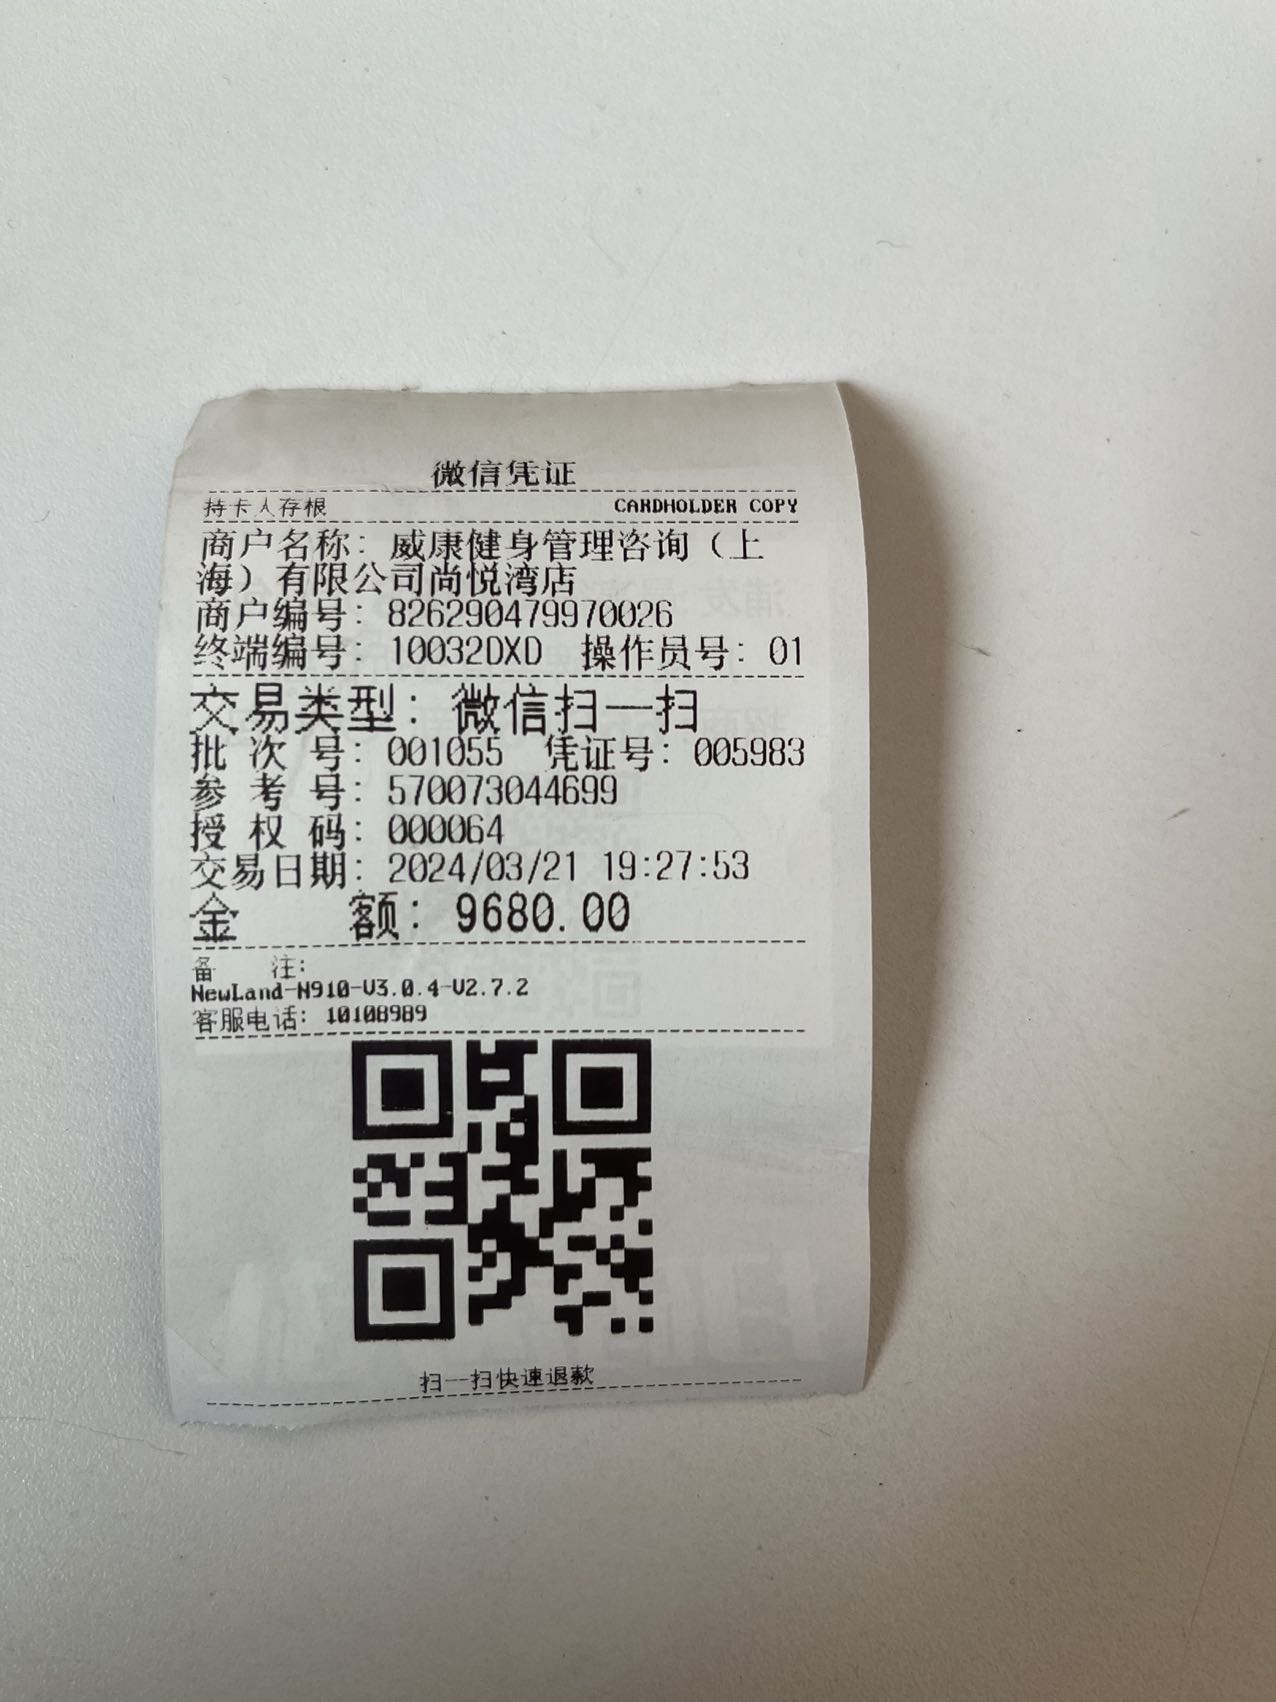 微信凭证
持卡人存根 CARDHOLDER COPY
商户名称: 威康健身管理咨询（上
海）有限公司尚悦湾店
商户编号: 826290479970026
终端编号: 10032DXD 操作员号: 01
交易类型: 微信扫一扫
批 次 号: 001055 凭证号: 005983
参 考 号: 570073044699
授 权 码: 000064
交易日期: 2024/03/21 19:27:53
金 额: 9680.00
备 注:
NewLand-N910-V3.0.4-V2.7.2
客服电话: 10108989
扫一扫快速退款